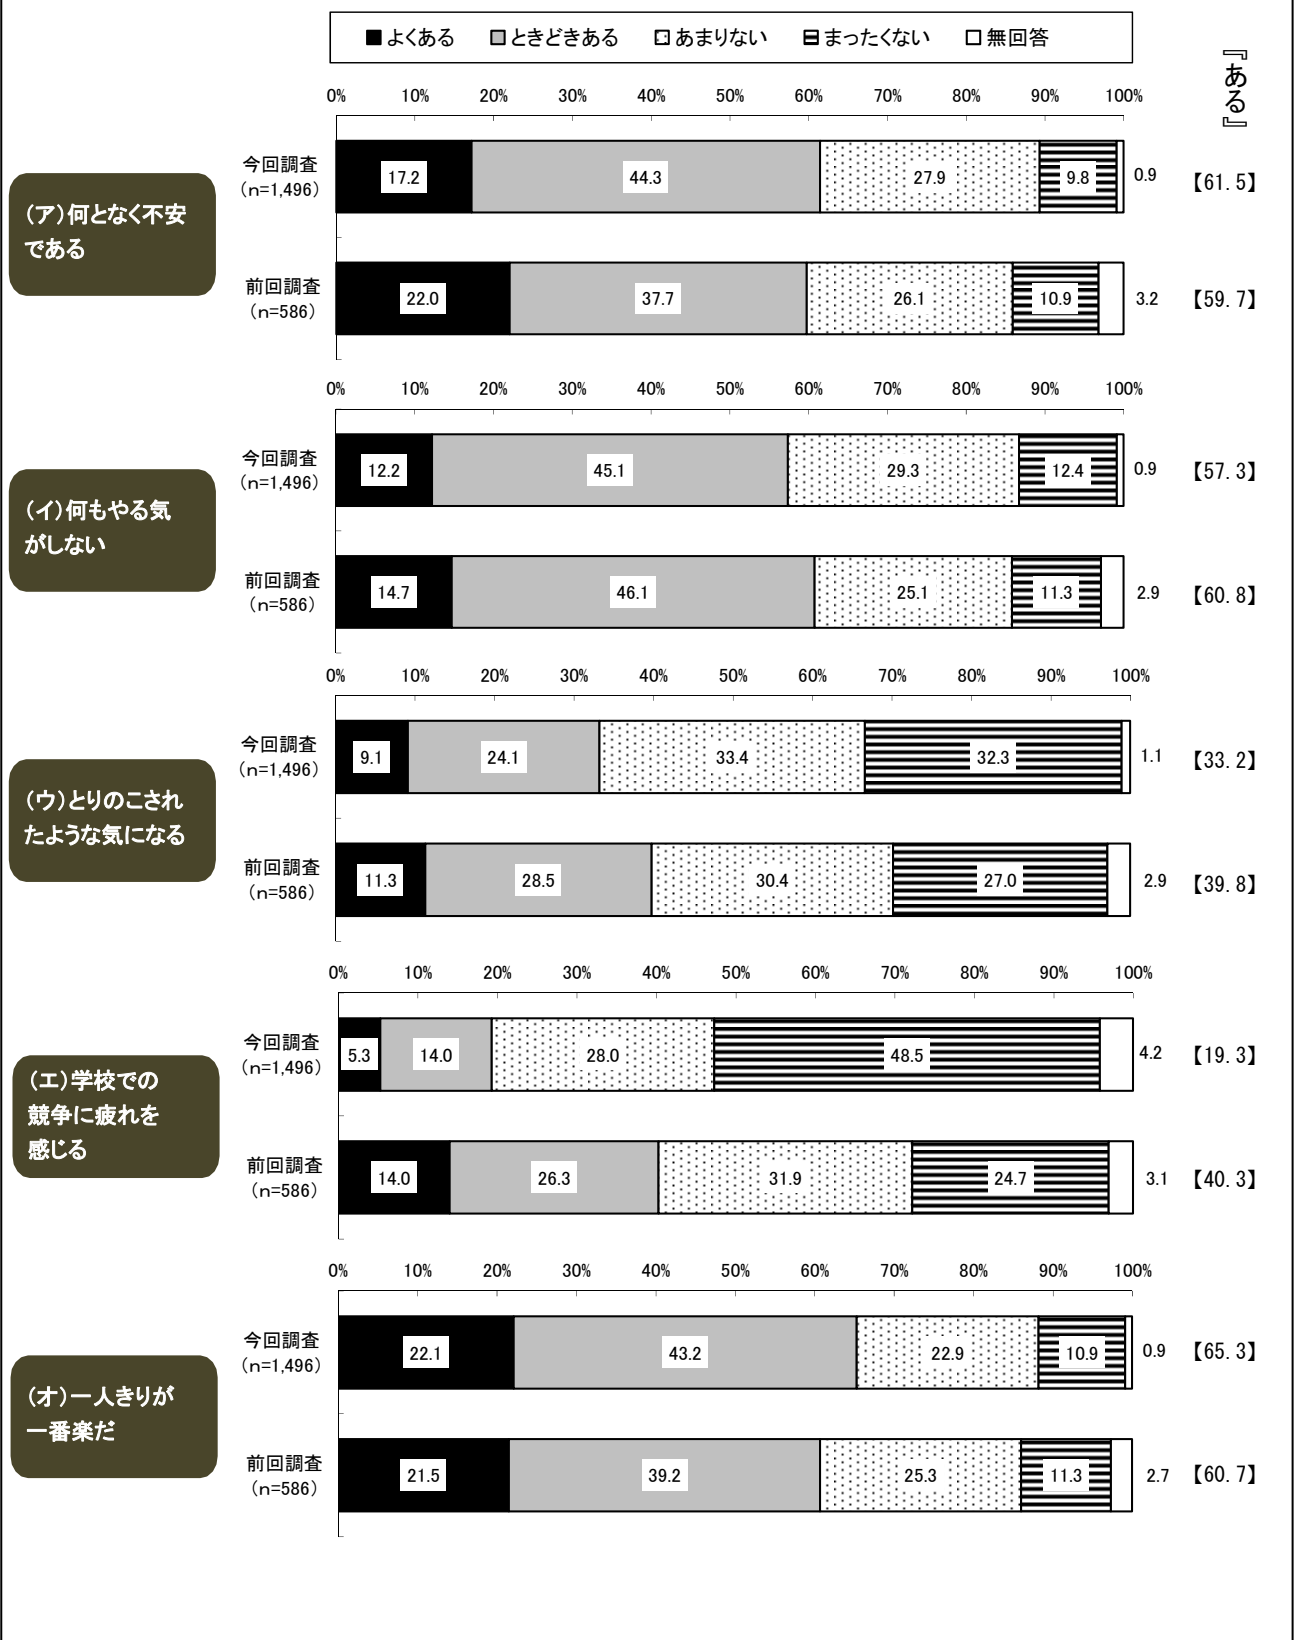 よくある ときどきある あまりない まったくない 無回答
『ある』
0% 10% 20% 30% 40% 50% 60% 70% 80% 90% 100%
(ア)何となく不安
である
今回調査
(n=1,496)
17.2 44.3 27.9 9.8 0.9 【61.5】
前回調査
(n=586)
22.0 37.7 26.1 10.9 3.2 【59.7】
0% 10% 20% 30% 40% 50% 60% 70% 80% 90% 100%
(イ)何もやる気
がしない
今回調査
(n=1,496)
12.2 45.1 29.3 12.4 0.9 【57.3】
前回調査
(n=586)
14.7 46.1 25.1 11.3 2.9 【60.8】
0% 10% 20% 30% 40% 50% 60% 70% 80% 90% 100%
(ウ)とりのこされ
たような気になる
今回調査
(n=1,496)
9.1 24.1 33.4 32.3 1.1 【33.2】
前回調査
(n=586)
11.3 28.5 30.4 27.0 2.9 【39.8】
0% 10% 20% 30% 40% 50% 60% 70% 80% 90% 100%
(エ)学校での
競争に疲れを
感じる
今回調査
(n=1,496)
5.3 14.0 28.0 48.5 4.2 【19.3】
前回調査
(n=586)
14.0 26.3 31.9 24.7 3.1 【40.3】
0% 10% 20% 30% 40% 50% 60% 70% 80% 90% 100%
(オ)一人きりが
一番楽だ
今回調査
(n=1,496)
22.1 43.2 22.9 10.9 0.9 【65.3】
前回調査
(n=586)
21.5 39.2 25.3 11.3 2.7 【60.7】